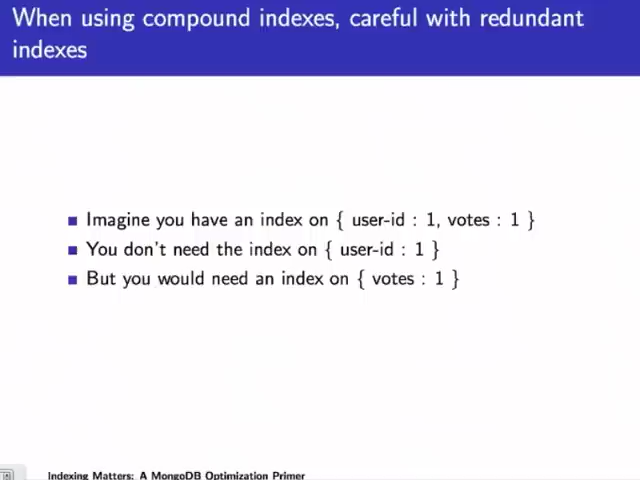 When using compound indexes, careful with redundant
indexes
Imagine you have an index on { user-id : 1, votes : 1 }
You don't need the index on { user-id : 1 }
But you would need an index on { votes : 1 }
Indexing Matters: A MongoDB Optimization Primer